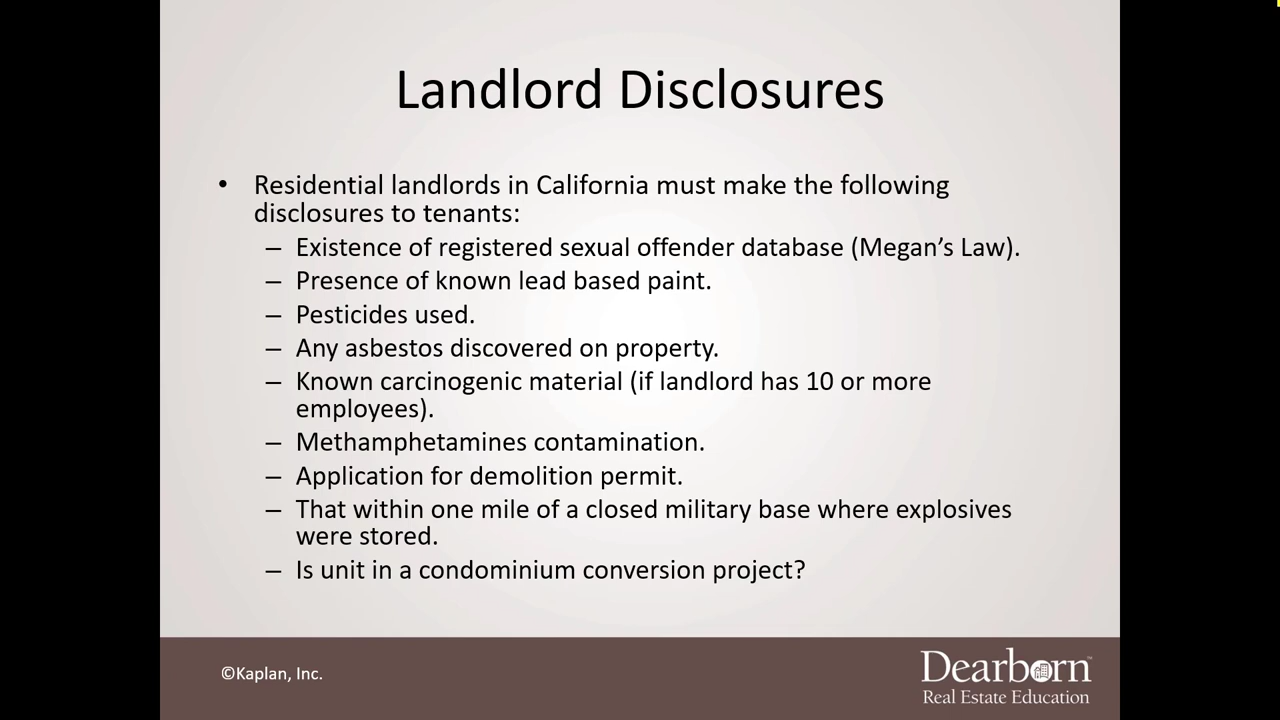 Landlord Disclosures
• Residential landlords in California must make the following
disclosures to tenants:
– Existence of registered sexual offender database (Megan’s Law).
– Presence of known lead based paint.
– Pesticides used.
– Any asbestos discovered on property.
– Known carcinogenic material (if landlord has 10 or more
employees).
– Methamphetamines contamination.
– Application for demolition permit.
– That within one mile of a closed military base where explosives
were stored.
– Is unit in a condominium conversion project?
©Kaplan, Inc.
Dearborn™
Real Estate Education